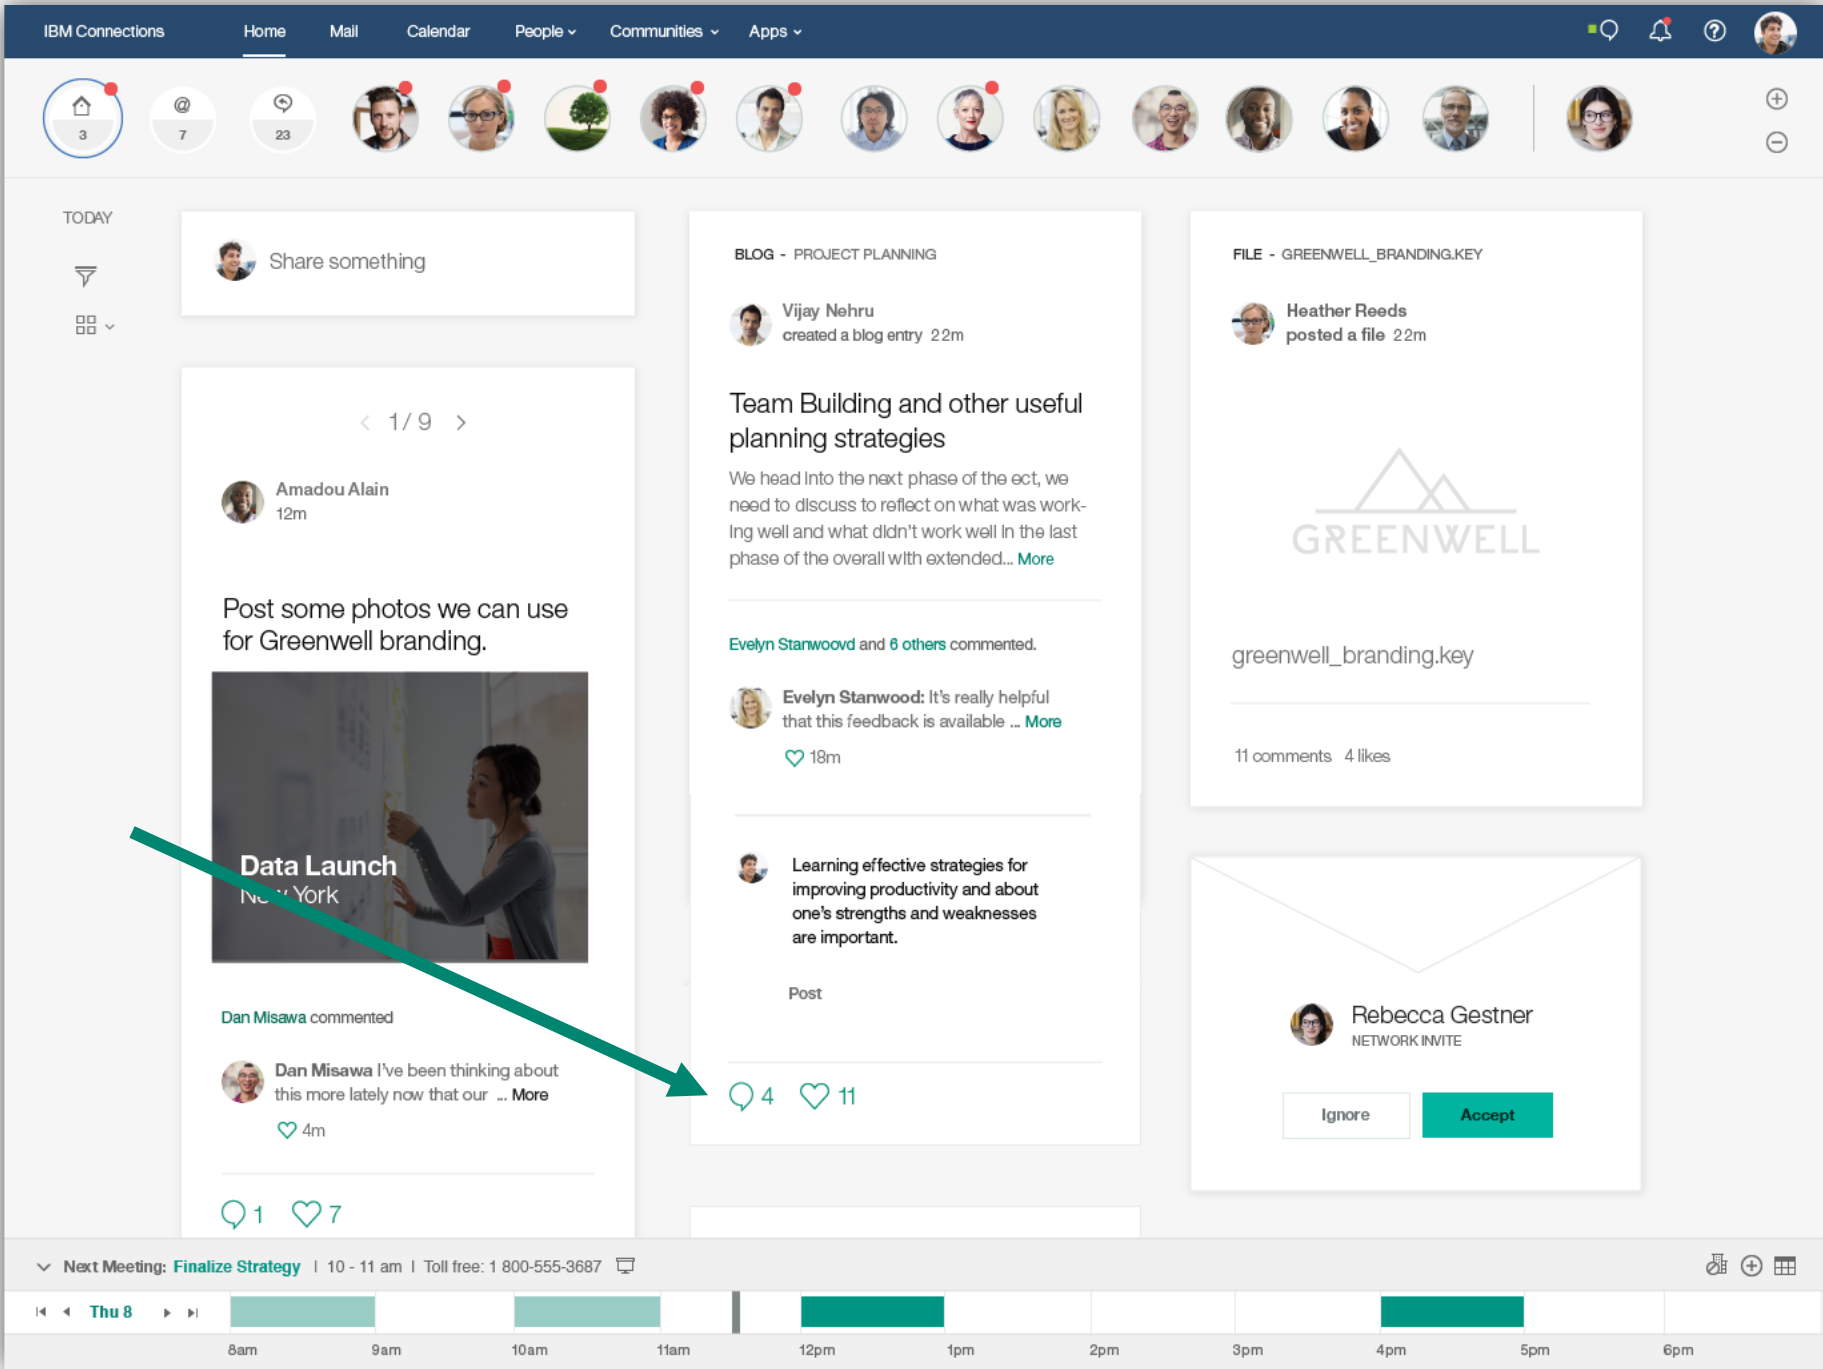 IBM Connections
Home
Mail
Calendar
People
Communities
Apps
3
@
7
23
TODAY
Share something
1 / 9
Amadou Alain
12m
Post some photos we can use
for Greenwell branding.
Data Launch
New York
Dan Misawa commented
Dan Misawa I've been thinking about
this more lately now that our ... More
4m
1
7
BLOG - PROJECT PLANNING
Vijay Nehru
created a blog entry 22m
Team Building and other useful
planning strategies
We head into the next phase of the ect, we
need to discuss to reflect on what was work-
ing well and what didn't work well in the last
phase of the overall with extended... More
Evelyn Stanwoovd and 6 others commented.
Evelyn Stanwood: It's really helpful
that this feedback is available ... More
18m
Learning effective strategies for
improving productivity and about
one's strengths and weaknesses
are important.
Post
4
11
FILE - GREENWELL_BRANDING.KEY
Heather Reeds
posted a file 22m
GREENWELL
greenwell_branding.key
11 comments 4 likes
Rebecca Gestner
NETWORK INVITE
Ignore
Accept
Next Meeting: Finalize Strategy | 10 - 11 am | Toll free: 1 800-555-3687
Thu 8
8am
9am
10am
11am
12pm
1pm
2pm
3pm
4pm
5pm
6pm